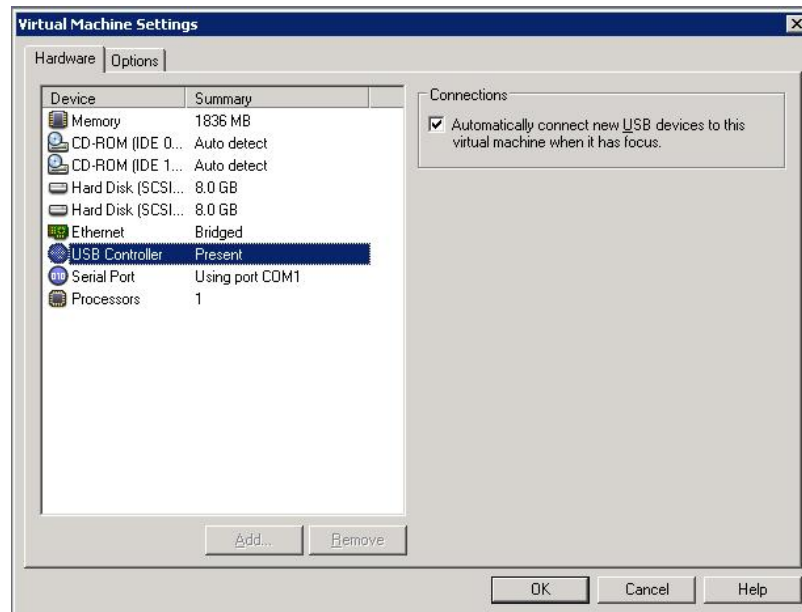 Virtual Machine Settings
Hardware Options
Device Summary
Memory 1836 MB
CD-ROM (IDE 0... Auto detect
CD-ROM (IDE 1... Auto detect
Hard Disk (SCSI... 8.0 GB
Hard Disk (SCSI... 8.0 GB
Ethernet Bridged
USB Controller Present
Serial Port Using port COM1
Processors 1
Connections
Automatically connect new USB devices to this
virtual machine when it has focus.
Add... Remove
OK Cancel Help